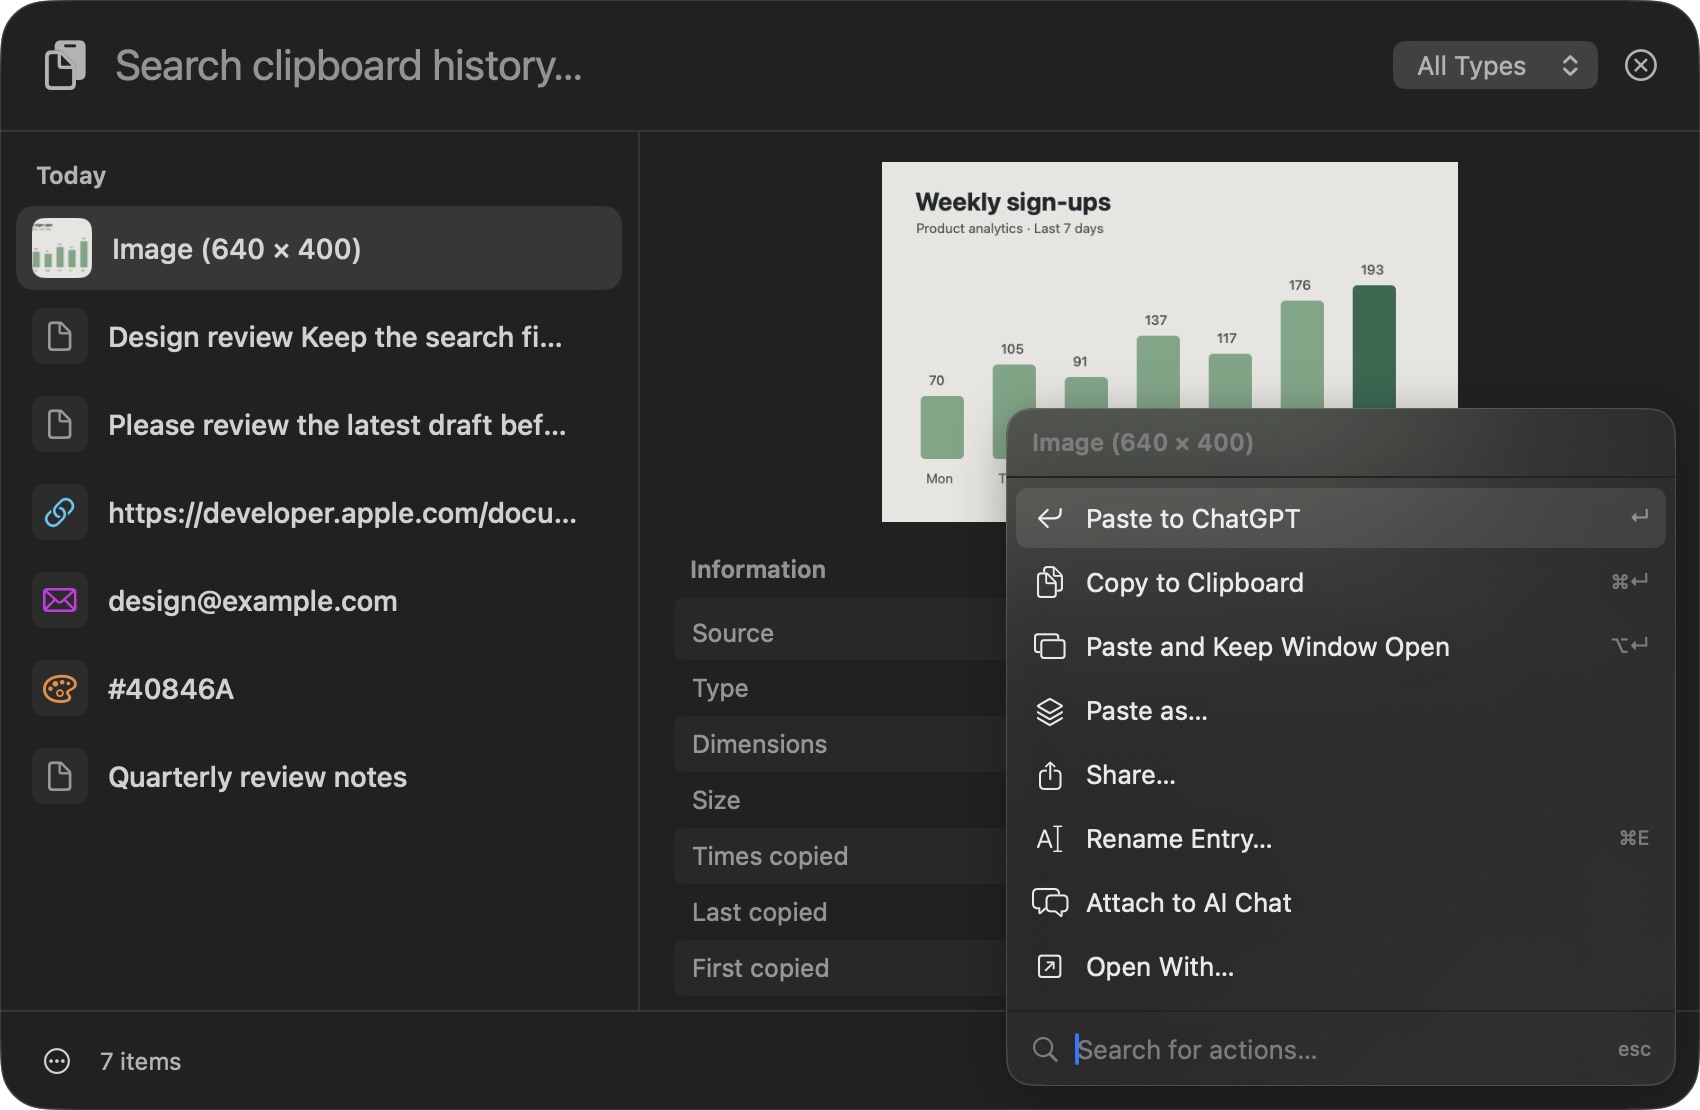 Search clipboard history...
All Types
Today
Image (640 × 400)
Design review Keep the search fi...
Please review the latest draft bef...
https://developer.apple.com/docu...
design@example.com
#40846A
Quarterly review notes
Weekly sign-ups
Product analytics · Last 7 days
70
105
91
137
117
176
193
Mon
Information
Source
Type
Dimensions
Size
Times copied
Last copied
First copied
Image (640 × 400)
Paste to ChatGPT ↵
Copy to Clipboard ⌘↵
Paste and Keep Window Open ⌥↵
Paste as...
Share...
Rename Entry... ⌘E
Attach to AI Chat
Open With...
Search for actions... esc
7 items